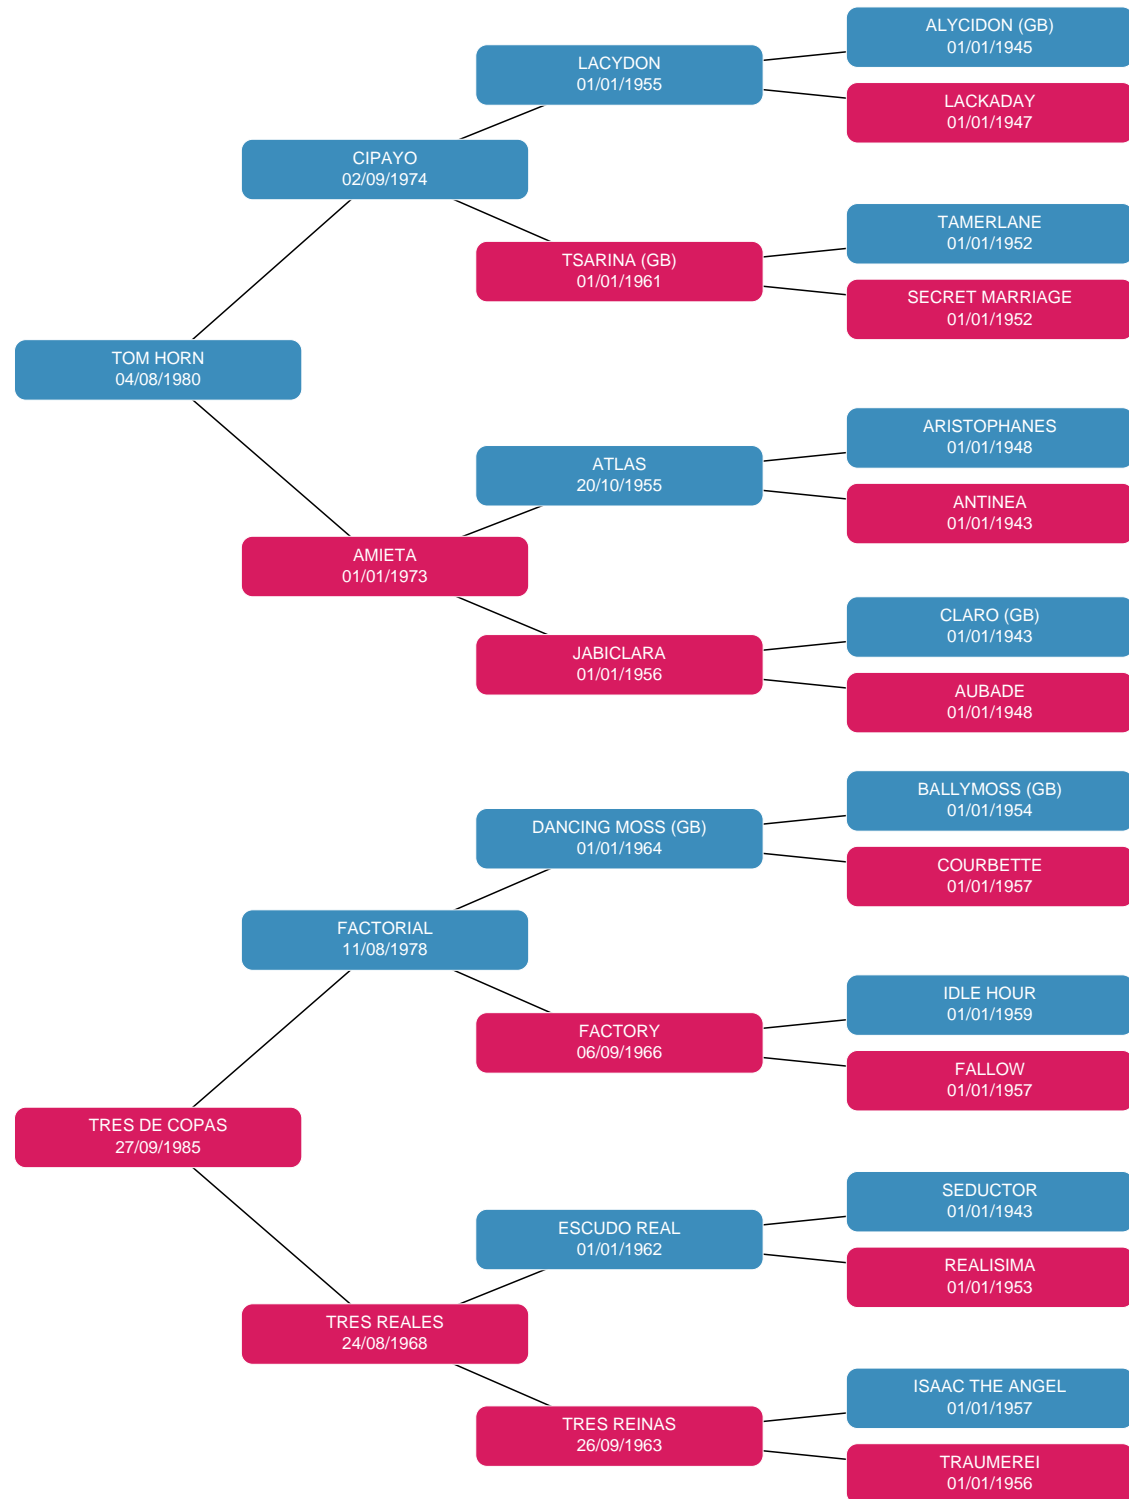 ALYCIDON (GB)
01/01/1945
LACYDON
01/01/1955
LACKADAY
01/01/1947
CIPAYO
02/09/1974
TAMERLANE
01/01/1952
TSARINA (GB)
01/01/1961
SECRET MARRIAGE
01/01/1952
TOM HORN
04/08/1980
ARISTOPHANES
01/01/1948
ATLAS
20/10/1955
ANTINEA
01/01/1943
AMIETA
01/01/1973
CLARO (GB)
01/01/1943
JABICLARA
01/01/1956
AUBADE
01/01/1948
BALLYMOSS (GB)
01/01/1954
DANCING MOSS (GB)
01/01/1964
COURBETTE
01/01/1957
FACTORIAL
11/08/1978
IDLE HOUR
01/01/1959
FACTORY
06/09/1966
FALLOW
01/01/1957
TRES DE COPAS
27/09/1985
SEDUCTOR
01/01/1943
ESCUDO REAL
01/01/1962
REALISIMA
01/01/1953
TRES REALES
24/08/1968
ISAAC THE ANGEL
01/01/1957
TRES REINAS
26/09/1963
TRAUMEREI
01/01/1956